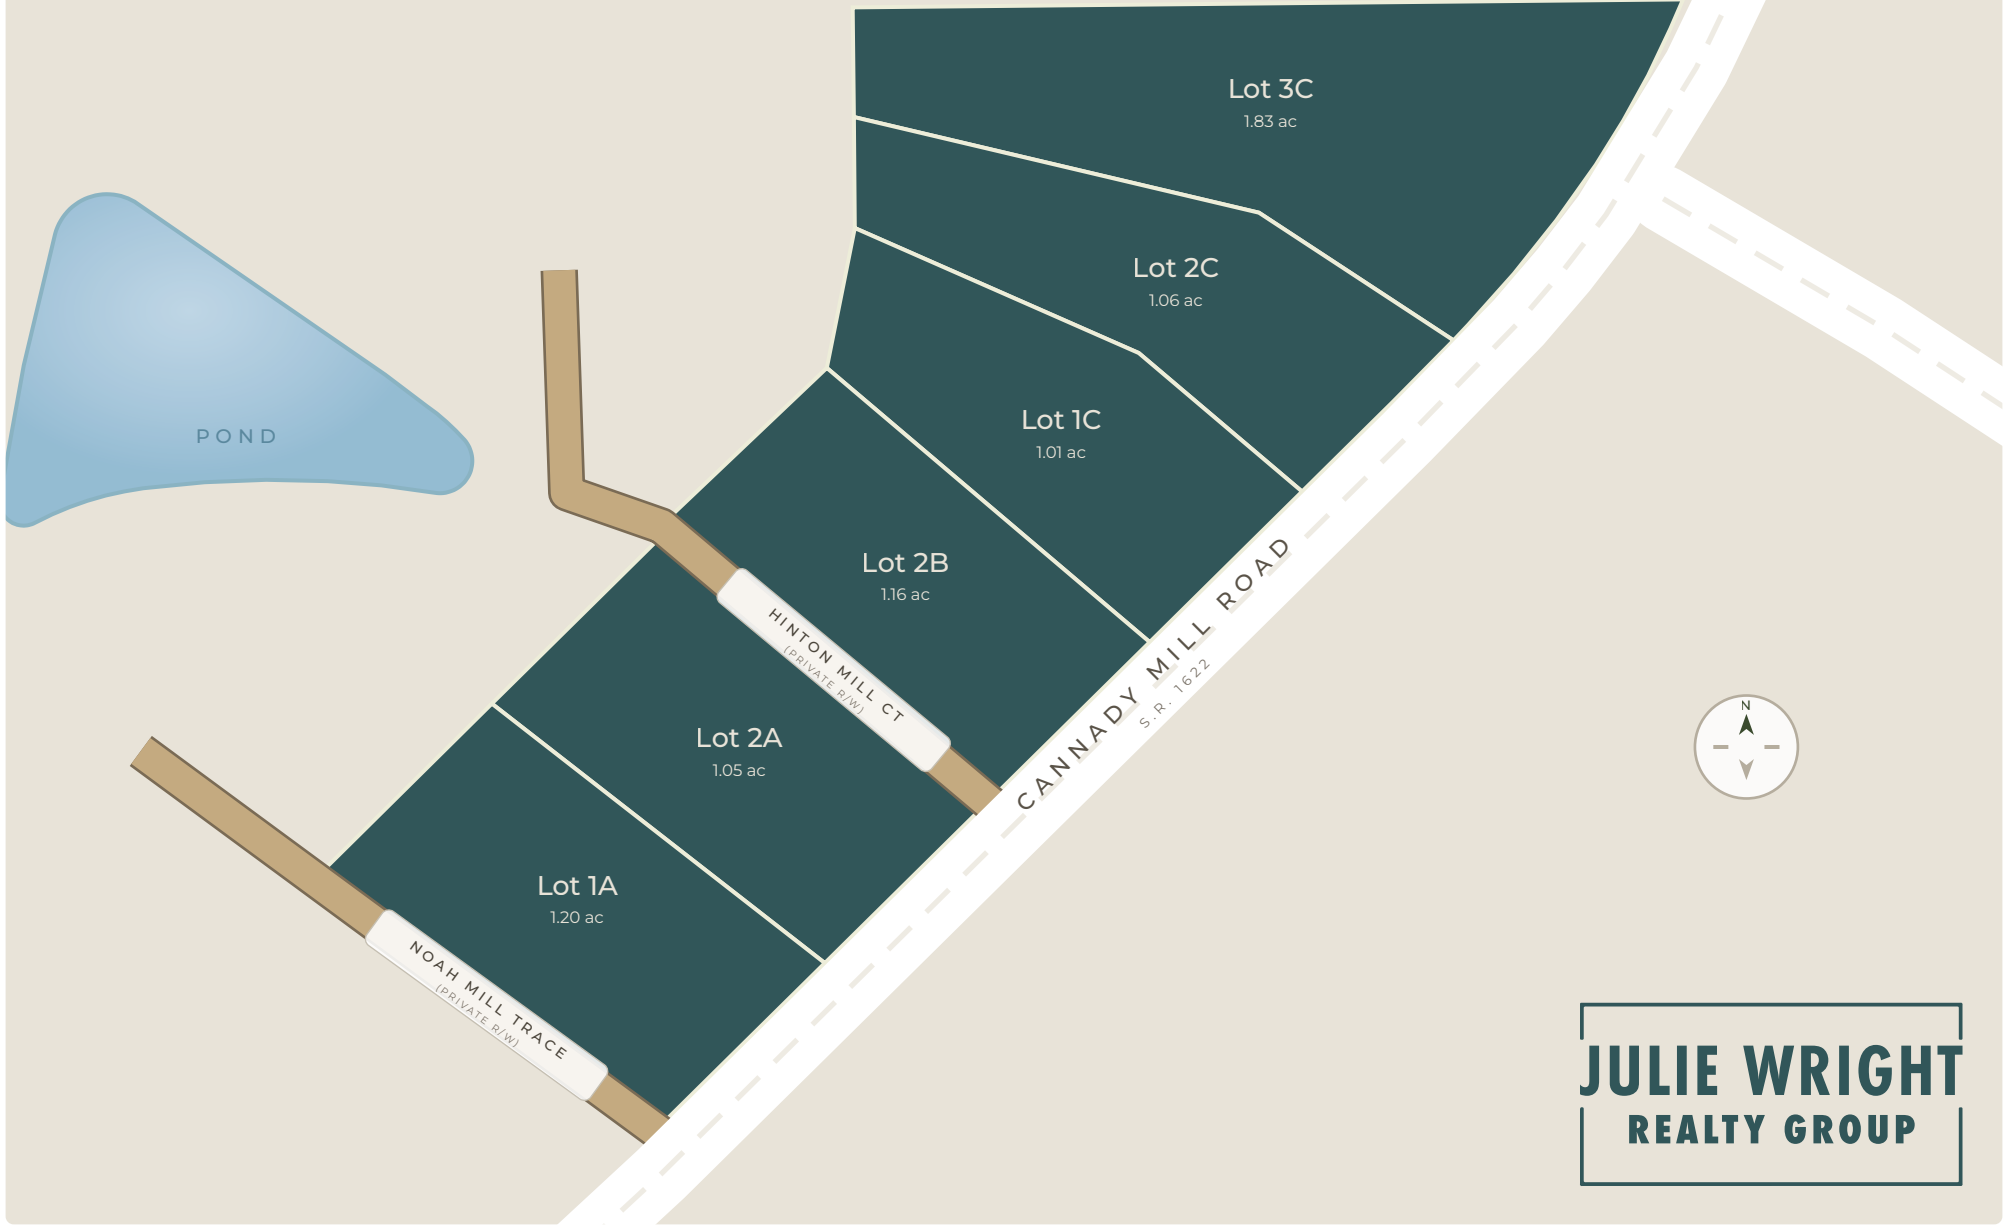 Lot 3C
1.83 ac
Lot 2C
1.06 ac
Lot 1C
1.01 ac
POND
Lot 2B
1.16 ac
HINTON MILL CT
(PRIVATE R/W)
CANNADY MILL ROAD
S.R. 1622
Lot 2A
1.05 ac
N
Lot 1A
1.20 ac
NOAH MILL TRACE
(PRIVATE R/W)
JULIE WRIGHT
REALTY GROUP